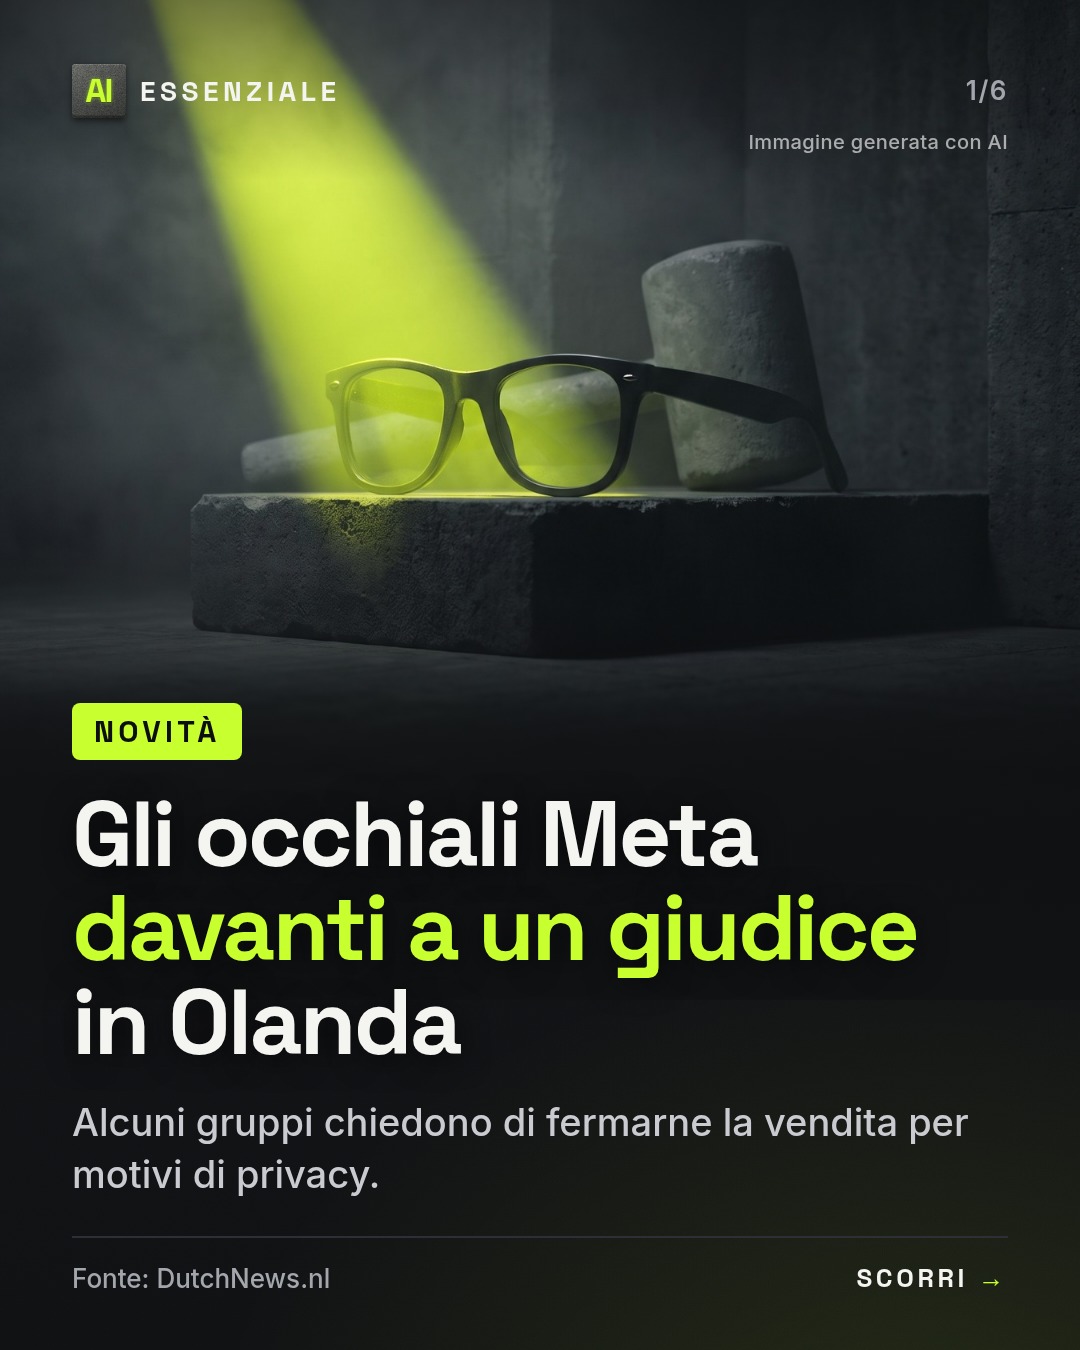 AI ESSENZIALE
1/6
Immagine generata con AI
NOVITÀ
Gli occhiali Meta
davanti a un giudice
in Olanda
Alcuni gruppi chiedono di fermarne la vendita per
motivi di privacy.
Fonte: DutchNews.nl
SCORRI →